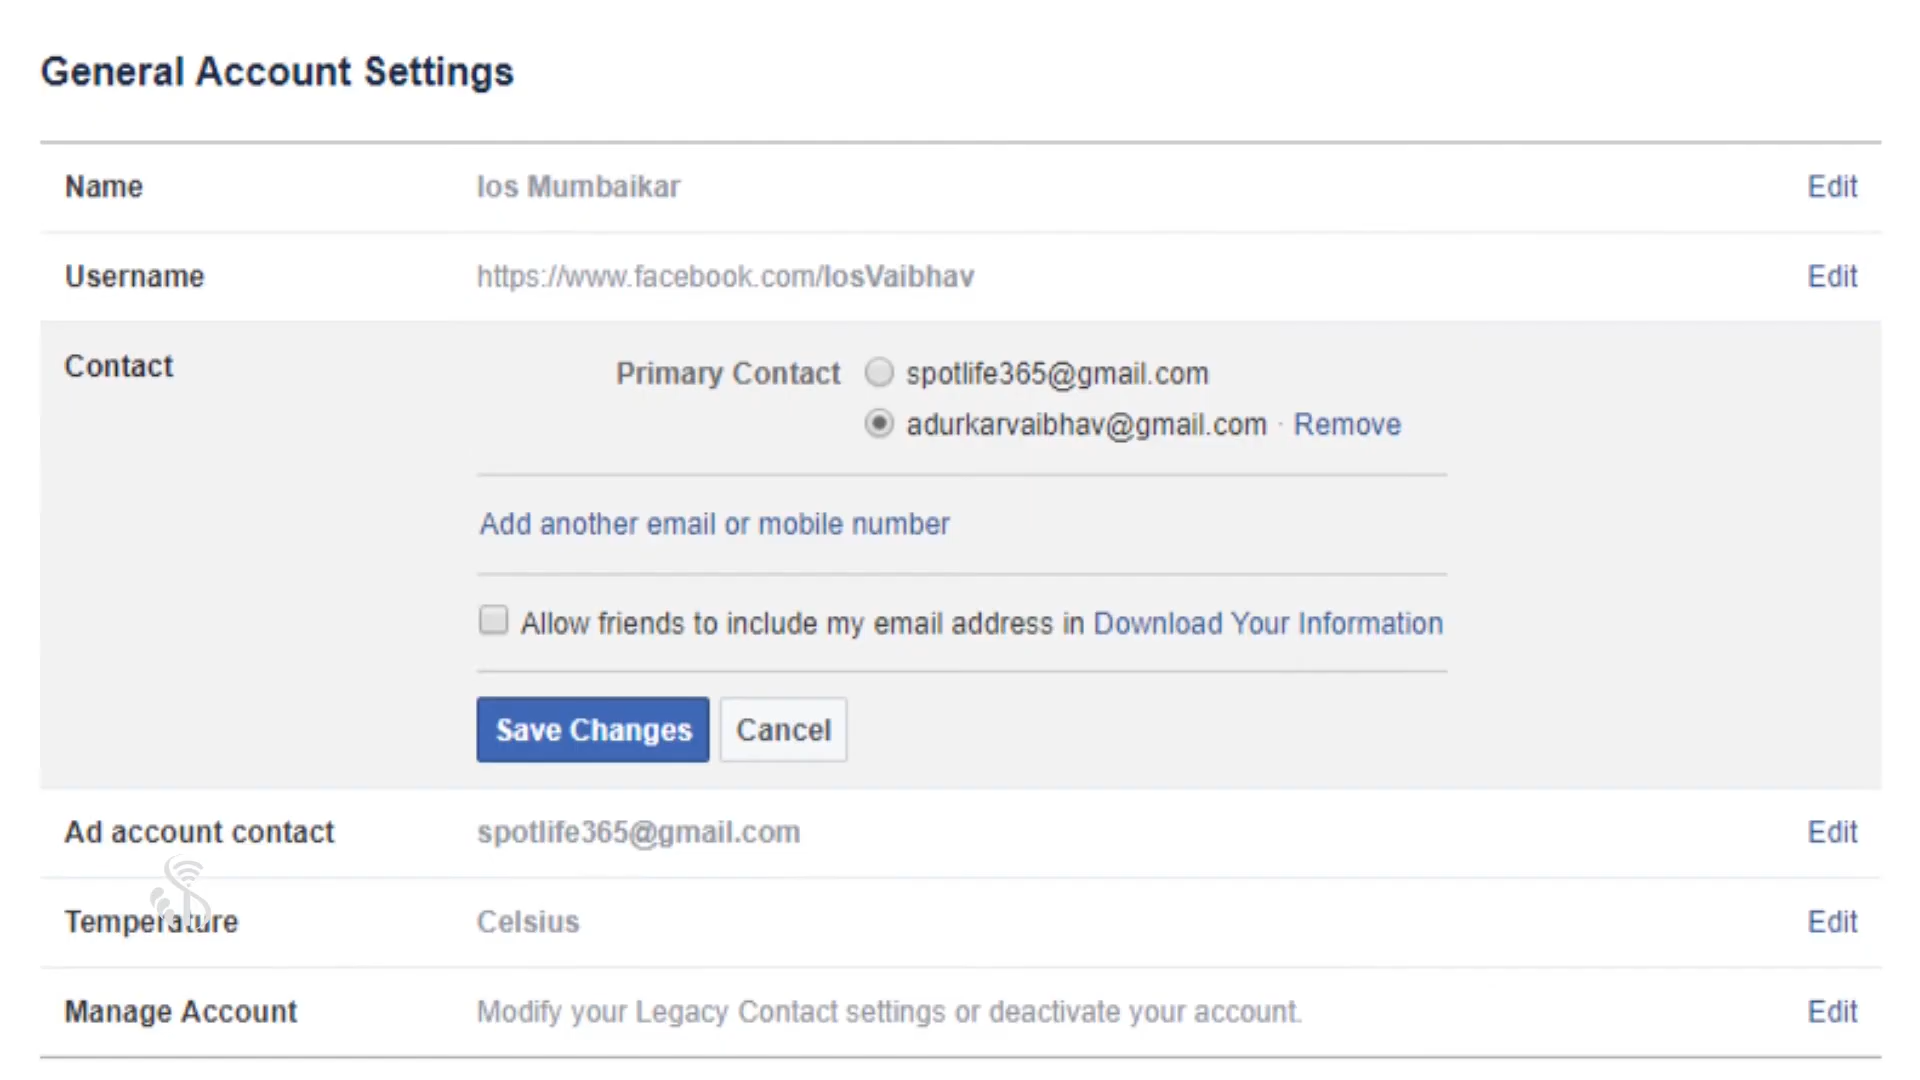 General Account Settings
Name Ios Mumbaikar Edit
Username https://www.facebook.com/IosVaibhav Edit
Contact Primary Contact spotlife365@gmail.com
adurkarvaibhav@gmail.com · Remove
Add another email or mobile number
Allow friends to include my email address in Download Your Information
Save Changes Cancel
Ad account contact spotlife365@gmail.com Edit
Temperature Celsius Edit
Manage Account Modify your Legacy Contact settings or deactivate your account. Edit